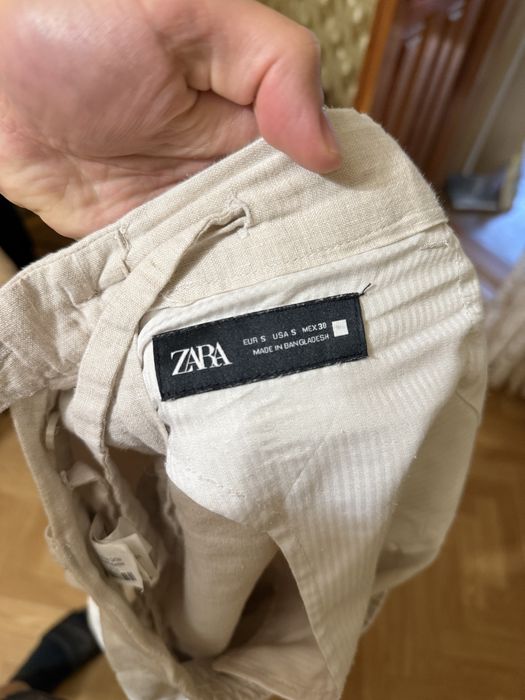 ZARA
EUR S USA S MEX 30
MADE IN BANGLADESH